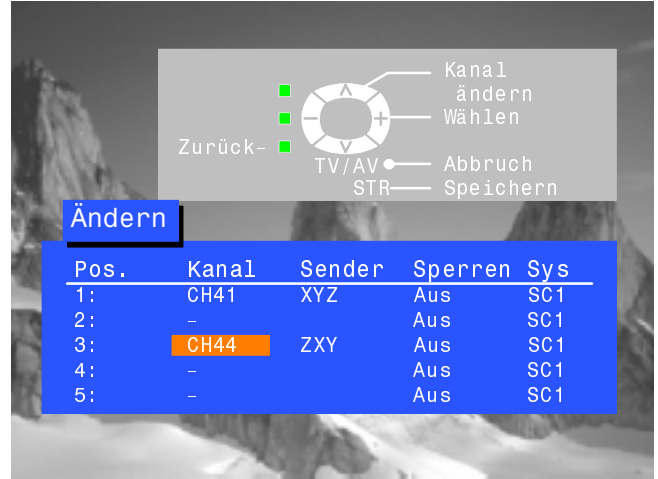 Kanal
ändern
Wählen
Zurück-
TV/AV Abbruch
STR Speichern
Ändern
Pos. Kanal Sender Sperren Sys
1: CH41 XYZ Aus SC1
2: - Aus SC1
3: CH44 ZXY Aus SC1
4: - Aus SC1
5: - Aus SC1